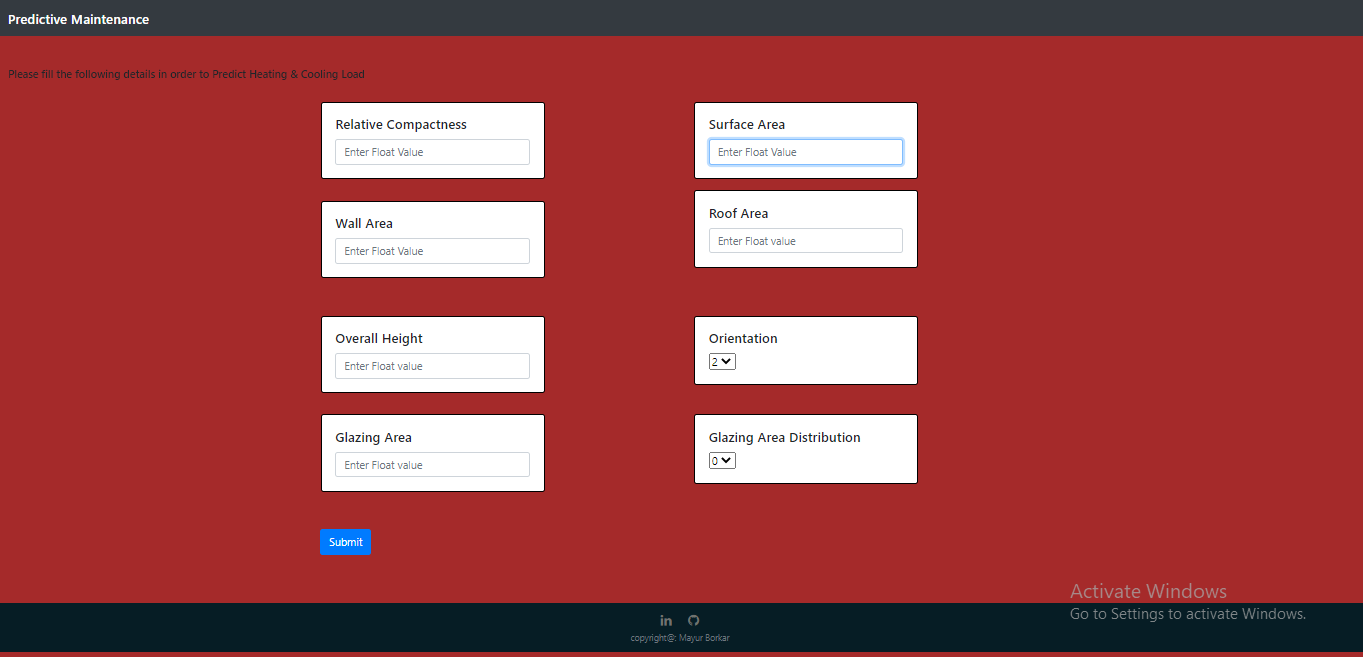 Predictive Maintenance
Please fill the following details in order to Predict Heating & Cooling Load
Relative Compactness
Enter Float Value
Surface Area
Enter Float Value
Wall Area
Enter Float Value
Roof Area
Enter Float value
Overall Height
Enter Float value
Orientation
2
Glazing Area
Enter Float value
Glazing Area Distribution
0
Submit
Activate Windows
Go to Settings to activate Windows.
in
copyright@: Mayur Borkar